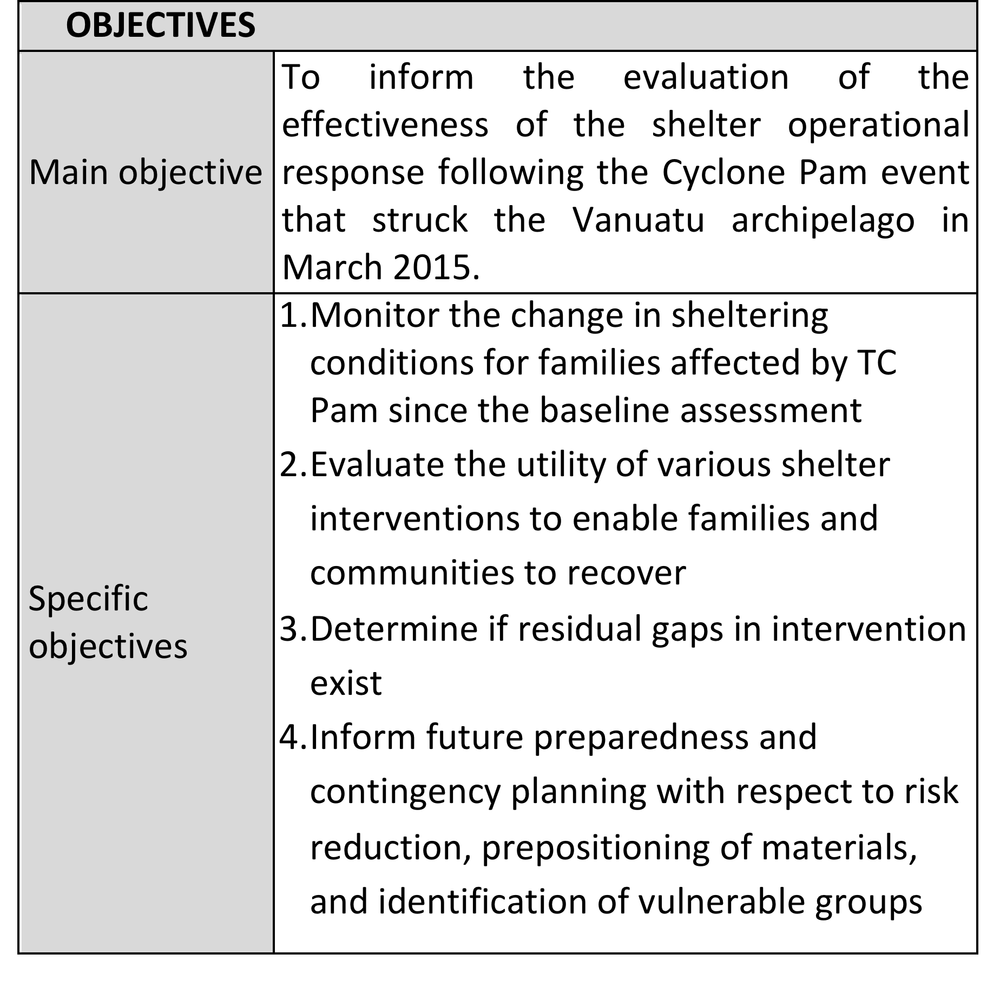 OBJECTIVES
Main objective
To inform the evaluation of the
effectiveness of the shelter operational
response following the Cyclone Pam event
that struck the Vanuatu archipelago in
March 2015.
Specific
objectives
1. Monitor the change in sheltering
conditions for families affected by TC
Pam since the baseline assessment
2. Evaluate the utility of various shelter
interventions to enable families and
communities to recover
3. Determine if residual gaps in intervention
exist
4. Inform future preparedness and
contingency planning with respect to risk
reduction, prepositioning of materials,
and identification of vulnerable groups